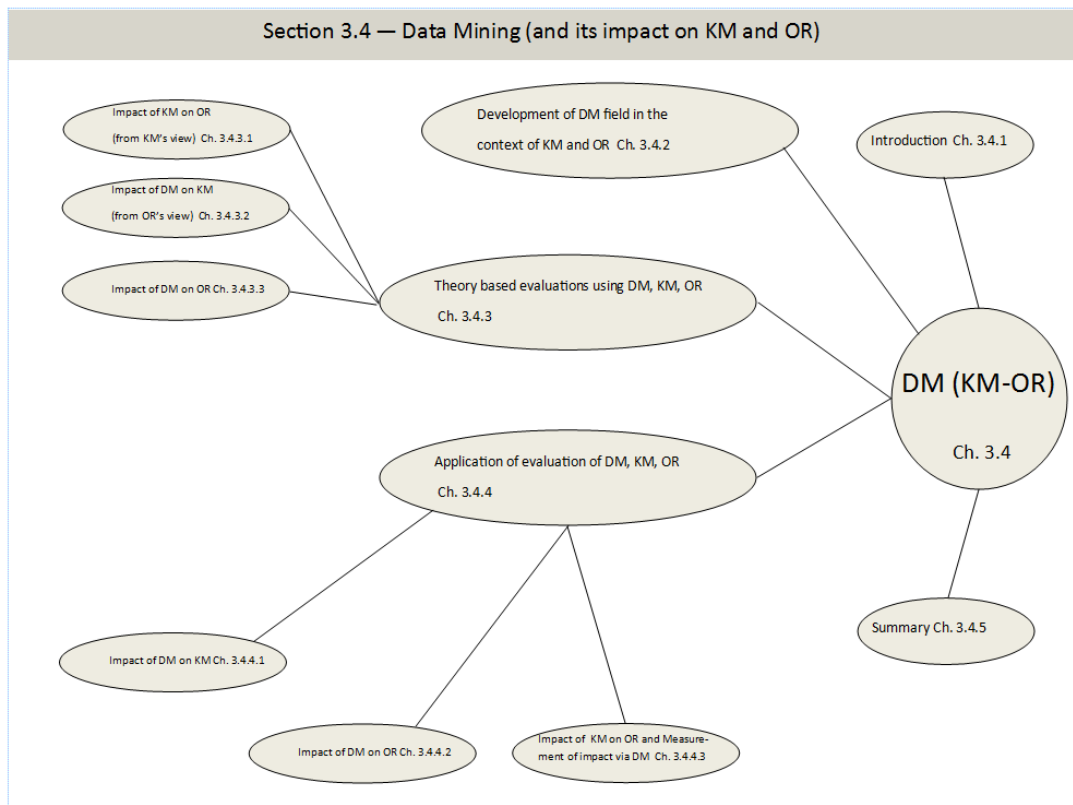 Section 3.4 — Data Mining (and its impact on KM and OR)
Impact of KM on OR
(from KM's view) Ch. 3.4.3.1
Development of DM field in the
context of KM and OR Ch. 3.4.2
Introduction Ch. 3.4.1
Impact of DM on KM
(from OR's view) Ch. 3.4.3.2
Impact of DM on OR Ch. 3.4.3.3
Theory based evaluations using DM, KM, OR
Ch. 3.4.3
DM (KM-OR)
Ch. 3.4
Application of evaluation of DM, KM, OR
Ch. 3.4.4
Summary Ch. 3.4.5
Impact of DM on KM Ch. 3.4.4.1
Impact of DM on OR Ch. 3.4.4.2
Impact of KM on OR and Measure-
ment of impact via DM Ch. 3.4.4.3